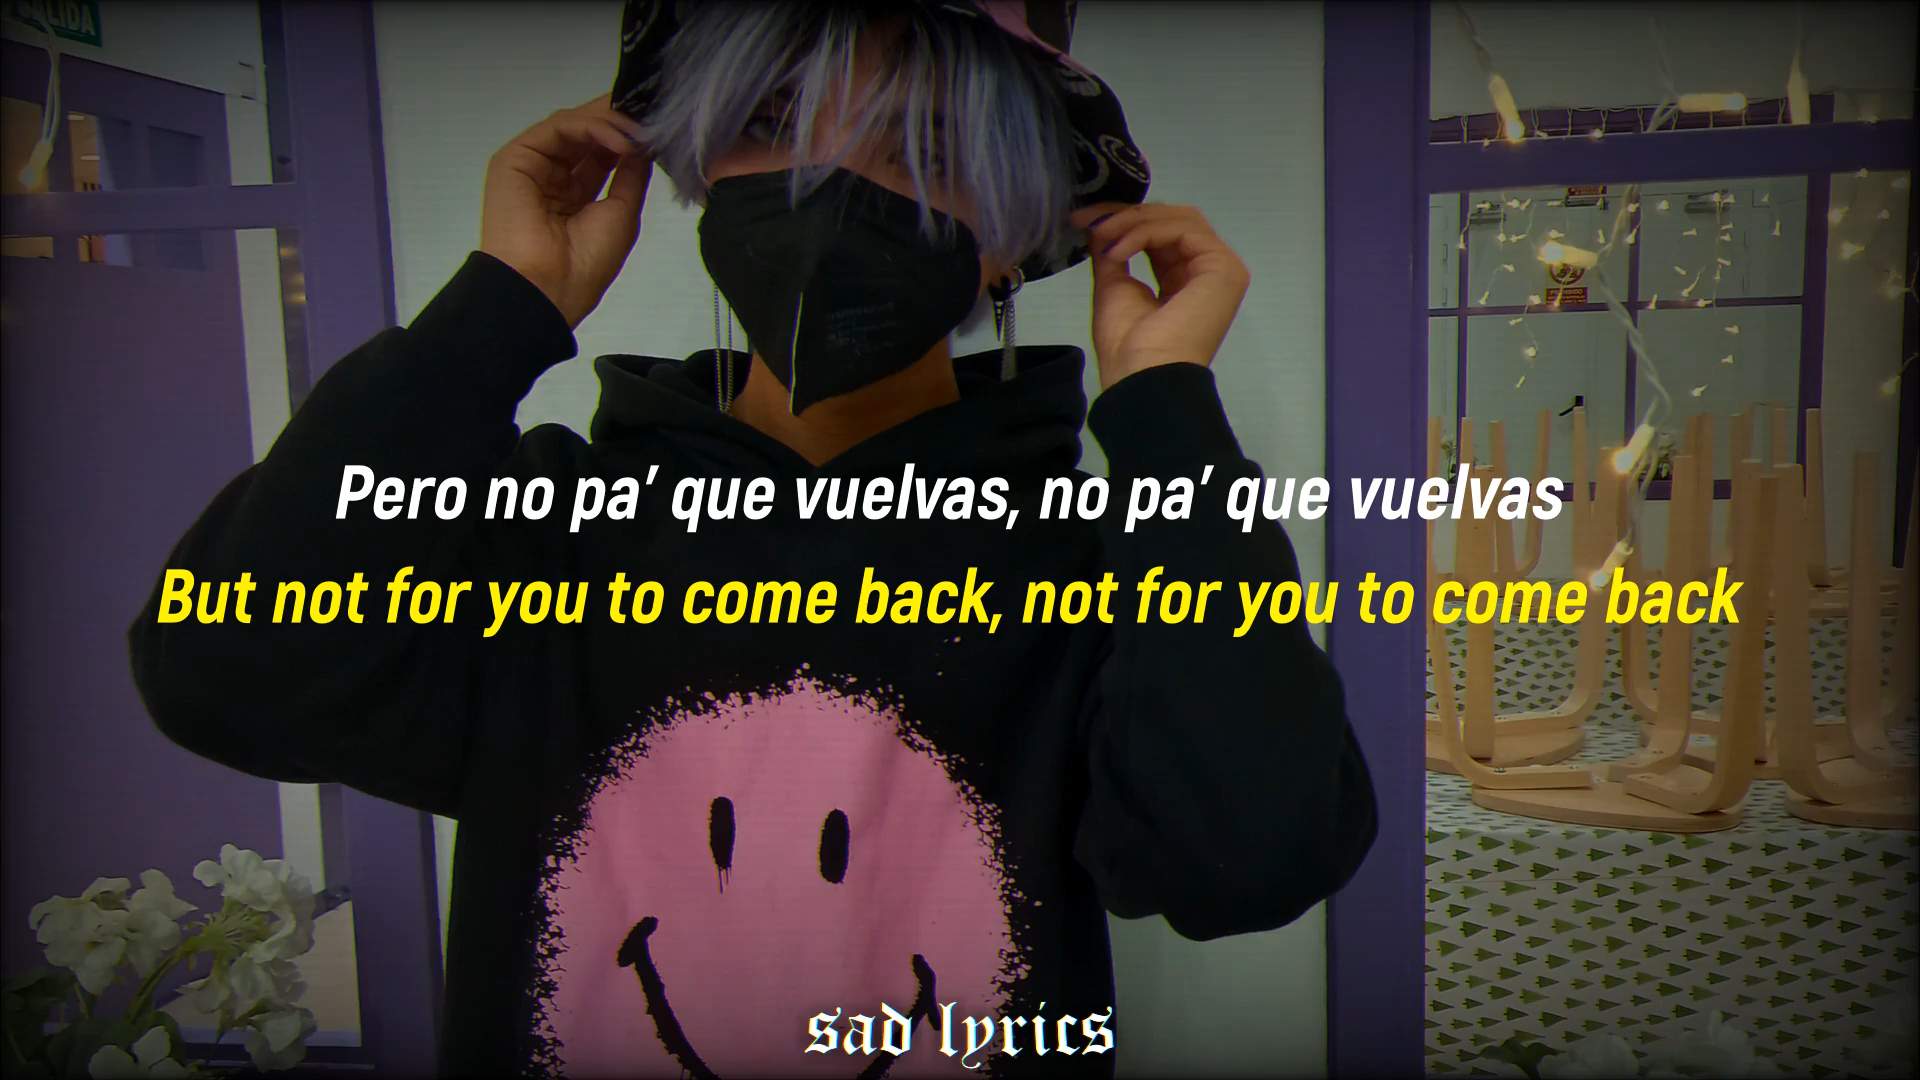 SALIDA
Pero no pa' que vuelvas, no pa' que vuelvas
But not for you to come back, not for you to come back
sad lyrics